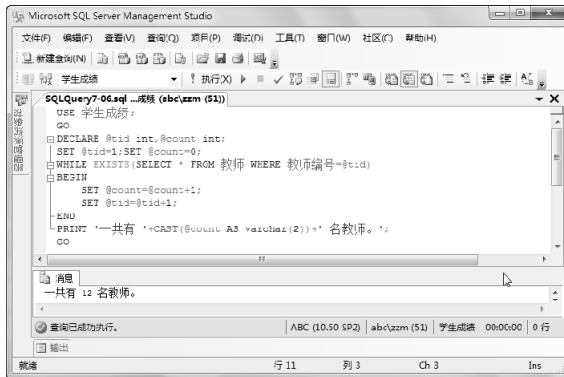 Microsoft SQL Server Management Studio
文件(F) 编辑(E) 查看(V) 查询(Q) 项目(P) 调试(D) 工具(T) 窗口(W) 社区(C) 帮助(H)
新建查询(N)
学生成绩 执行(X)
SQLQuery7-06.sql ...成绩 (abc\zzm (51))
USE 学生成绩;
GO
DECLARE @tid int,@count int;
SET @tid=1;SET @count=0;
WHILE EXISTS(SELECT * FROM 教师 WHERE 教师编号=@tid)
BEGIN
SET @count=@count+1;
SET @tid=@tid+1;
END
PRINT '一共有 '+CAST(@count AS varchar(2))+' 名教师。';
GO
消息
一共有 12 名教师。
查询已成功执行。 ABC (10.50 SP2) abc\zzm (51) 学生成绩 00:00:00 0 行
输出
就绪 行 11 列 3 Ch 3 Ins